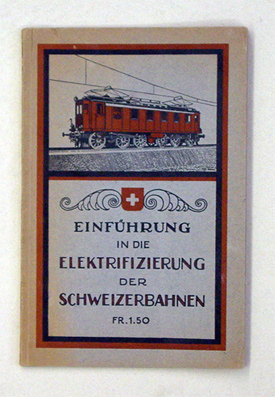 EINFÜHRUNG
IN DIE
ELEKTRIFIZIERUNG
DER
SCHWEIZERBAHNEN
FR. 1.50